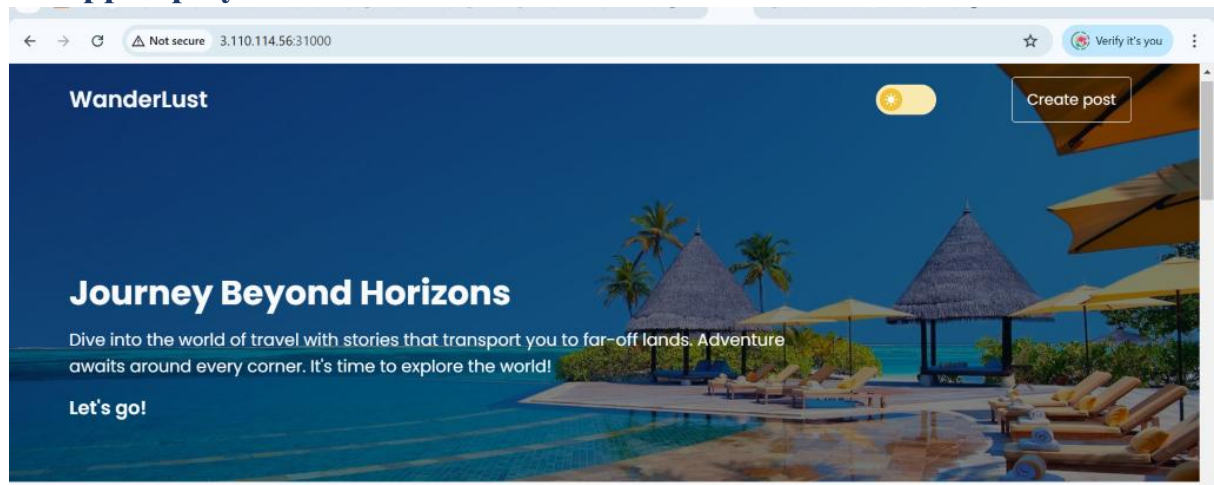 Not secure 3.110.114.56:31000 Verify it's you
WanderLust Create post
Journey Beyond Horizons
Dive into the world of travel with stories that transport you to far-off lands. Adventure
awaits around every corner. It's time to explore the world!
Let's go!